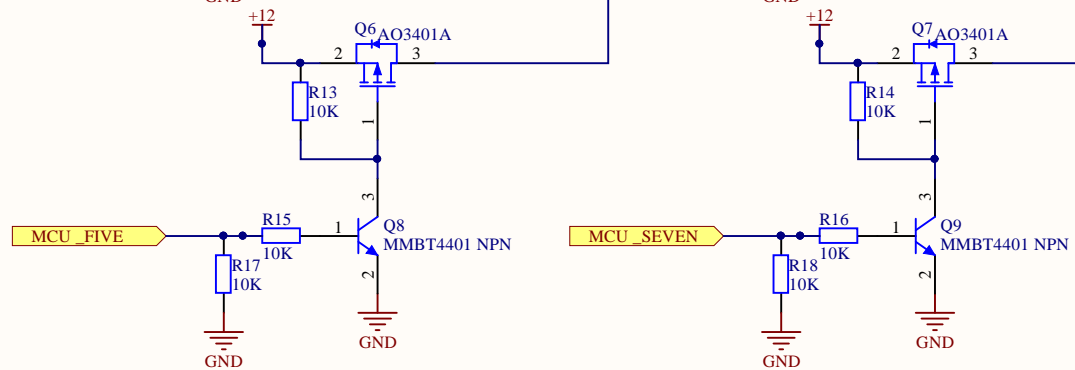 GND
GND
+12
+12
Q6
AO3401A
Q7
AO3401A
2
3
2
3
R13
10K
R14
10K
1
1
3
3
MCU _FIVE
R15
10K
1
Q8
MMBT4401 NPN
MCU _SEVEN
R16
10K
1
Q9
MMBT4401 NPN
R17
10K
2
R18
10K
2
GND
GND
GND
GND